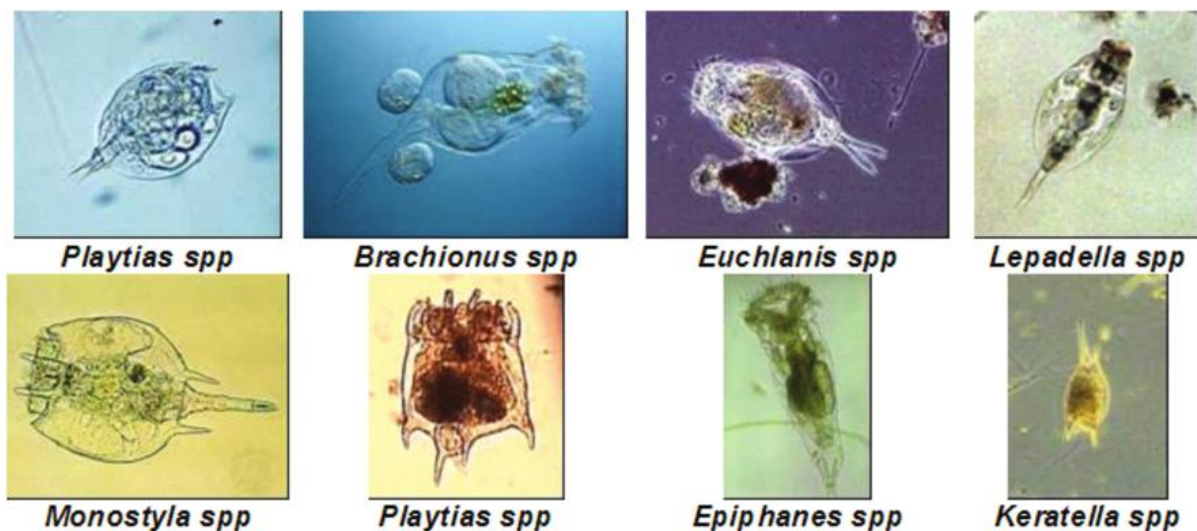 Playtias spp
Brachionus spp
Euchlanis spp
Lepadella spp
Monostyla spp
Playtias spp
Epiphanes spp
Keratella spp